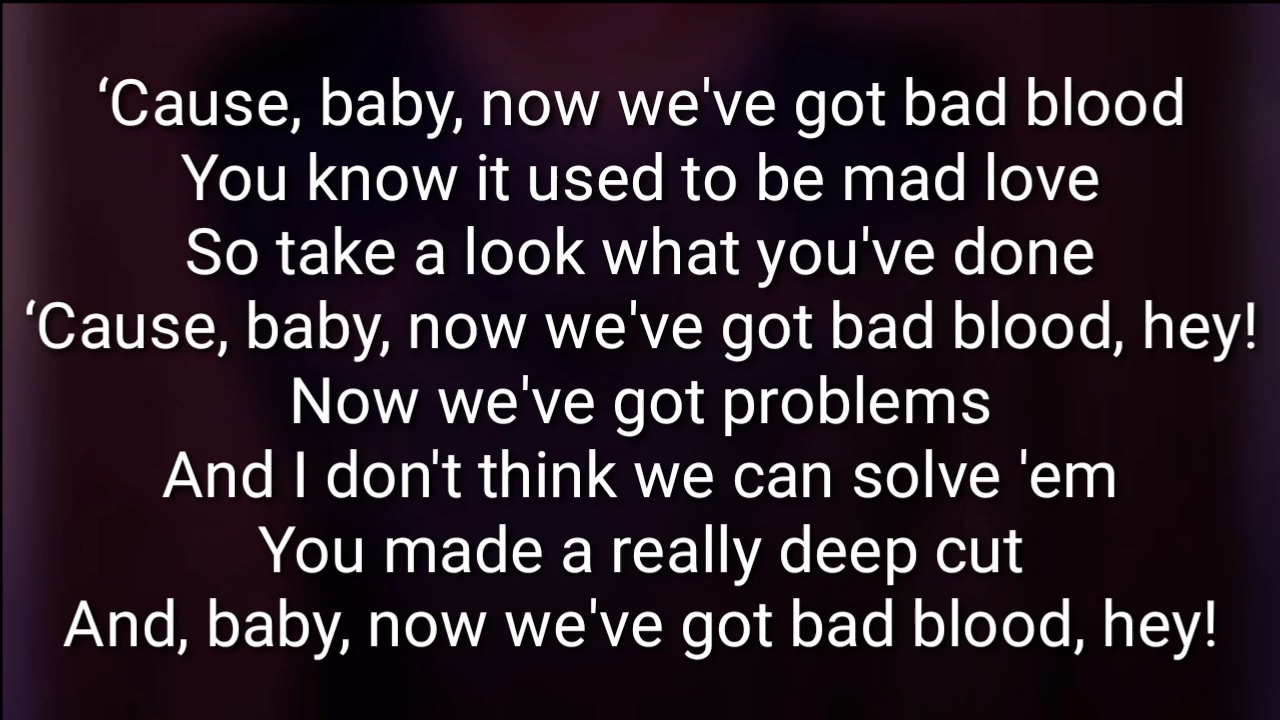 ‘Cause, baby, now we've got bad blood
You know it used to be mad love
So take a look what you've done
‘Cause, baby, now we've got bad blood, hey!
Now we've got problems
And I don't think we can solve 'em
You made a really deep cut
And, baby, now we've got bad blood, hey!